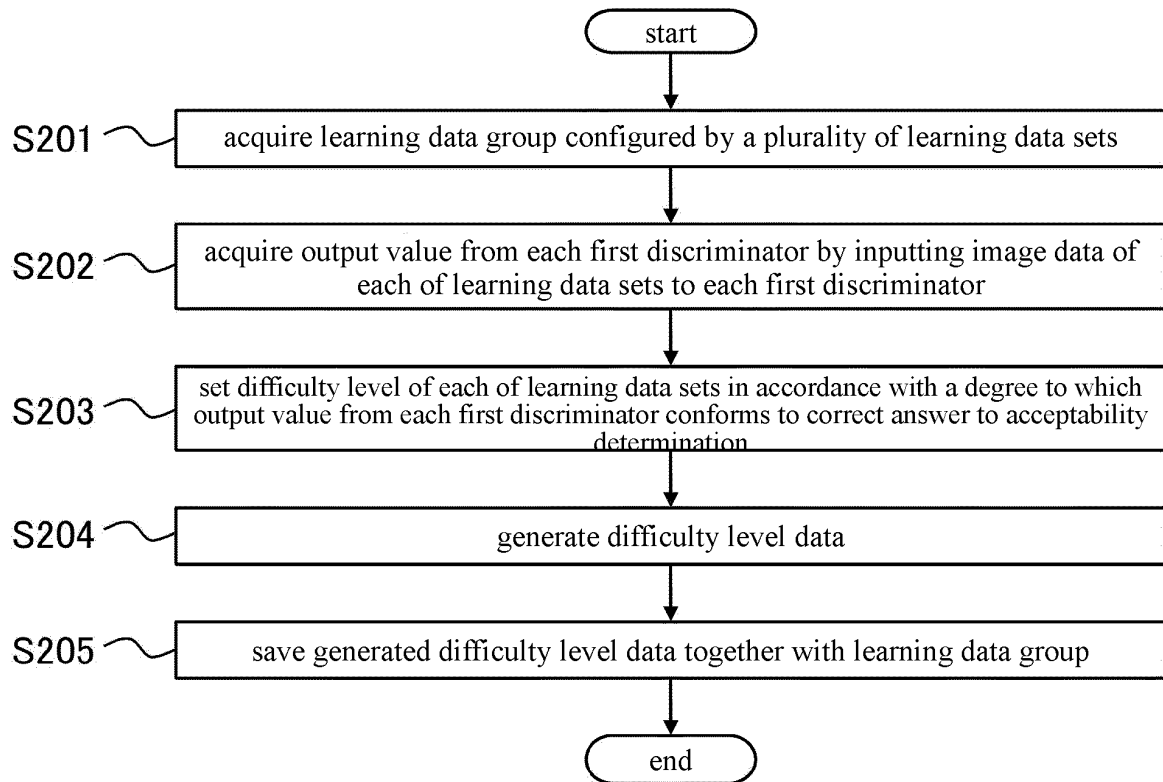 start
S201
acquire learning data group configured by a plurality of learning data sets
S202
acquire output value from each first discriminator by inputting image data of
each of learning data sets to each first discriminator
S203
set difficulty level of each of learning data sets in accordance with a degree to which
output value from each first discriminator conforms to correct answer to acceptability
determination
S204
generate difficulty level data
S205
save generated difficulty level data together with learning data group
end